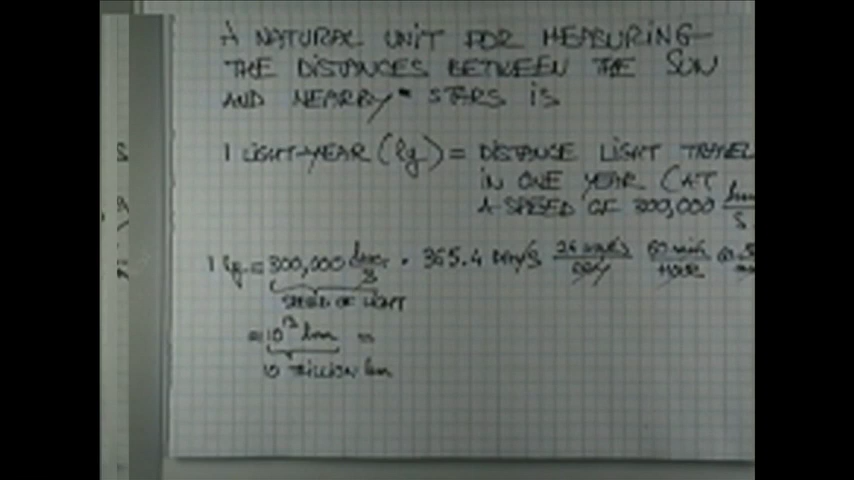 A NATURAL UNIT FOR MEASURING
THE DISTANCES BETWEEN THE SUN
AND NEARBY STARS IS
1 LIGHT-YEAR (ly) = DISTANCE LIGHT TRAVEL
IN ONE YEAR (AT
A SPEED OF 300,000 km/s
1 ly = 300,000 km/s · 365.4 DAYS 24 hours/DAY 60 min/HOUR
SPEED OF LIGHT
= 10^13 km =
10 TRILLION km